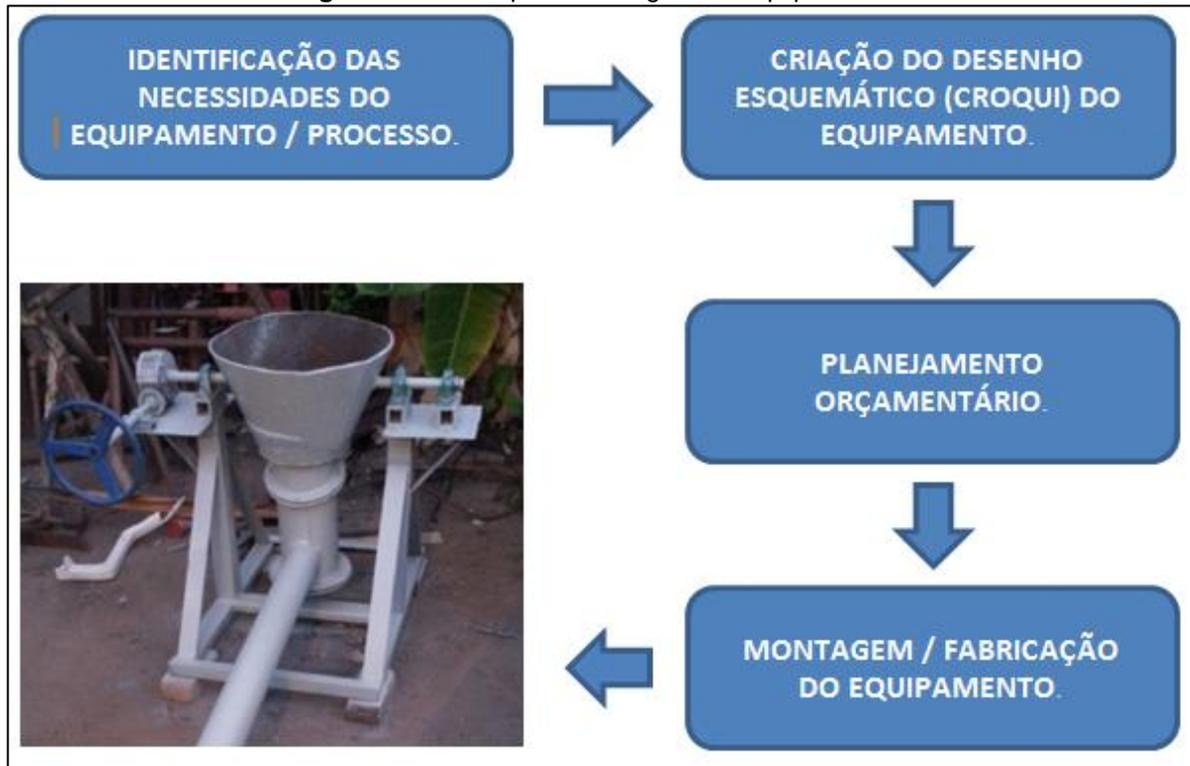 IDENTIFICAÇÃO DAS
NECESSIDADES DO
EQUIPAMENTO / PROCESSO.
CRIAÇÃO DO DESENHO
ESQUEMÁTICO (CROQUI) DO
EQUIPAMENTO.
PLANEJAMENTO
ORÇAMENTÁRIO.
MONTAGEM / FABRICAÇÃO
DO EQUIPAMENTO.